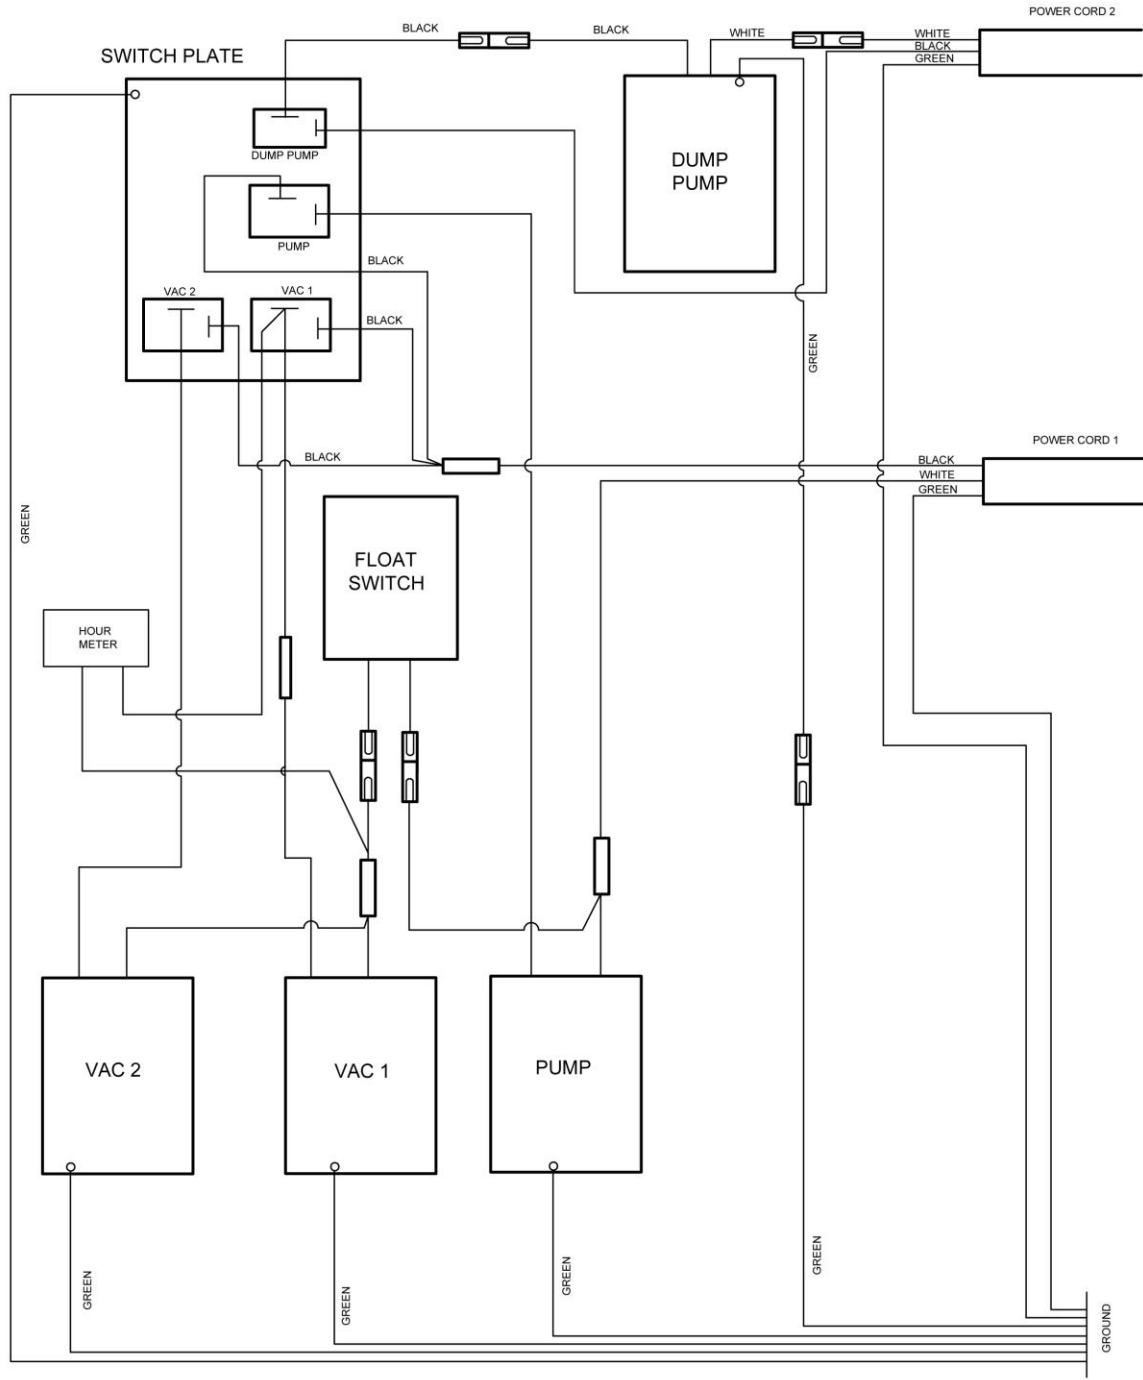 POWER CORD 2
BLACK
BLACK
WHITE
WHITE
BLACK
GREEN
SWITCH PLATE
DUMP PUMP
DUMP
PUMP
PUMP
BLACK
VAC 2
VAC 1
BLACK
GREEN
POWER CORD 1
BLACK
BLACK
WHITE
GREEN
GREEN
FLOAT
SWITCH
HOUR
METER
VAC 2
VAC 1
PUMP
GREEN
GREEN
GREEN
GREEN
GROUND